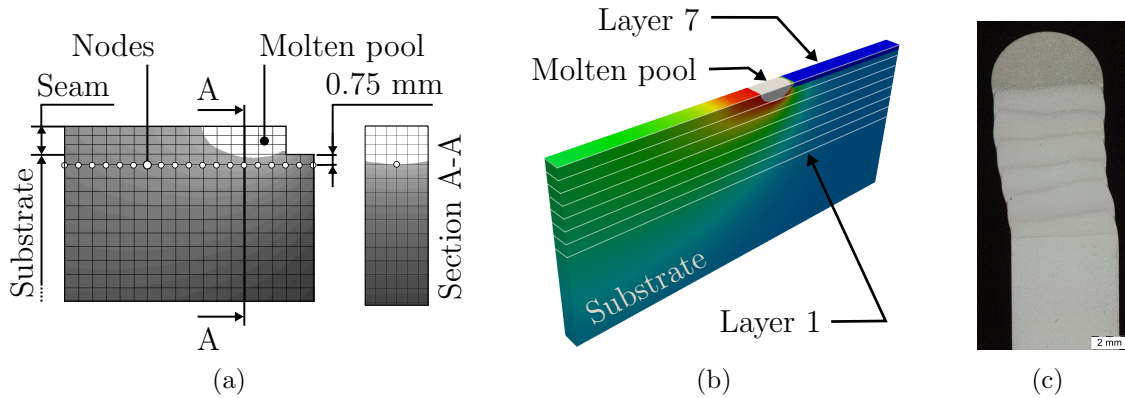 Nodes
Molten pool
Seam
A
0.75 mm
Substrate
Section A-A
A
(a)
Layer 7
Molten pool
Substrate
Layer 1
(b)
2 mm
(c)